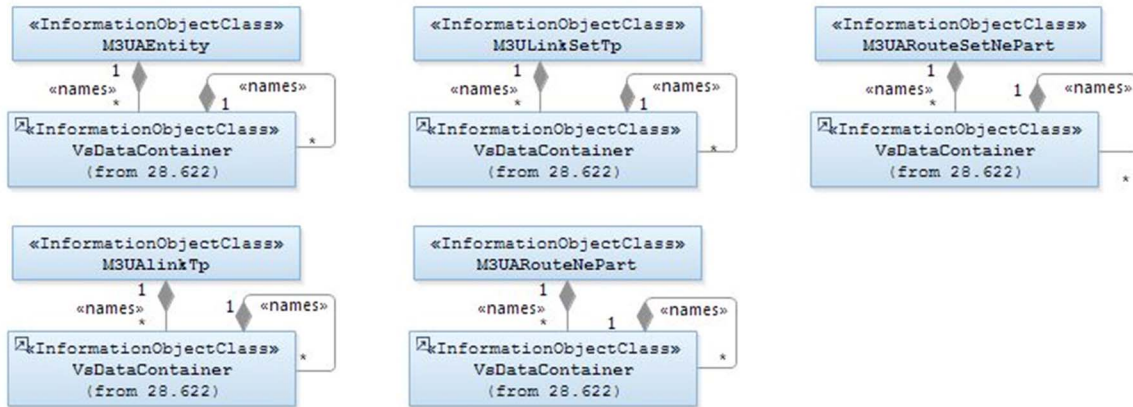 «InformationObjectClass»
M3UAEntity
1
«names»
*
1
«names»
*
«InformationObjectClass»
VsDataContainer
(from 28.622)
«InformationObjectClass»
M3ULinkSetTp
1
«names»
*
1
«names»
*
«InformationObjectClass»
VsDataContainer
(from 28.622)
«InformationObjectClass»
M3UARouteSetNePart
1
«names»
*
1
«names»
*
«InformationObjectClass»
VsDataContainer
(from 28.622)
«InformationObjectClass»
M3UAlinkTp
1
«names»
*
1
«names»
*
«InformationObjectClass»
VsDataContainer
(from 28.622)
«InformationObjectClass»
M3UARouteNePart
1
«names»
*
1
«names»
*
«InformationObjectClass»
VsDataContainer
(from 28.622)